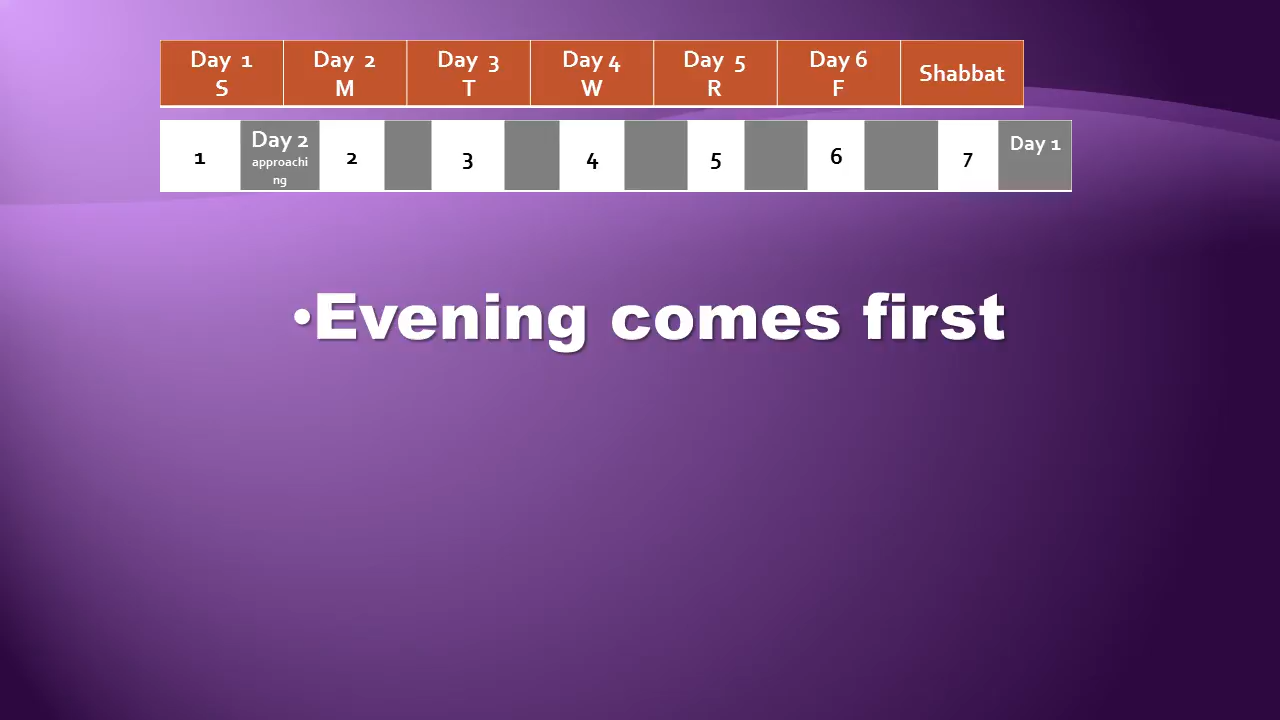 Day 1 Day 2 Day 3 Day 4 Day 5 Day 6 Shabbat
S M T W R F
1 Day 2 approachi ng 2 3 4 5 6 7 Day 1
•Evening comes first